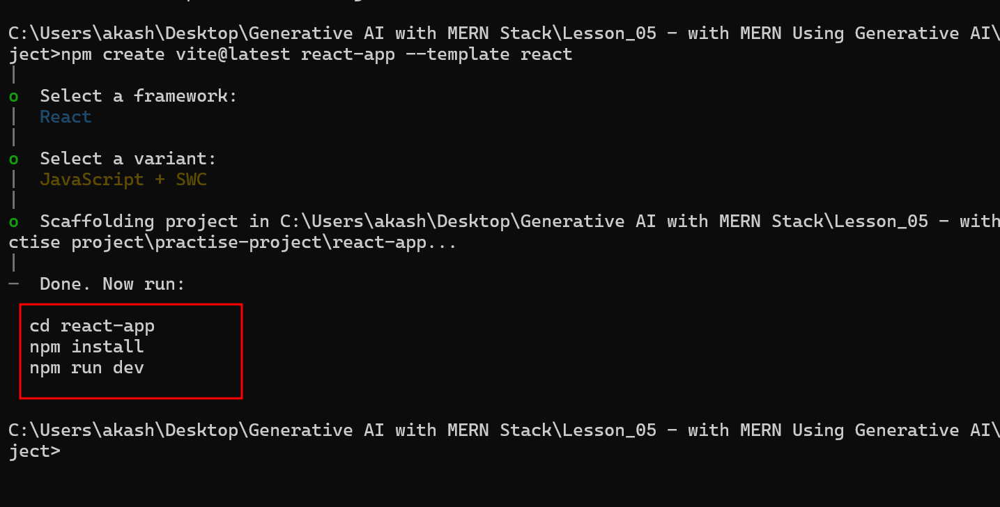 C:\Users\akash\Desktop\Generative AI with MERN Stack\Lesson_05 - with MERN Using Generative AI\
ject>npm create vite@latest react-app --template react
|
o  Select a framework:
|  React
|
o  Select a variant:
|  JavaScript + SWC
|
o  Scaffolding project in C:\Users\akash\Desktop\Generative AI with MERN Stack\Lesson_05 - with
ctise project\practise-project\react-app...
|
—  Done. Now run:
cd react-app
npm install
npm run dev
C:\Users\akash\Desktop\Generative AI with MERN Stack\Lesson_05 - with MERN Using Generative AI\
ject>